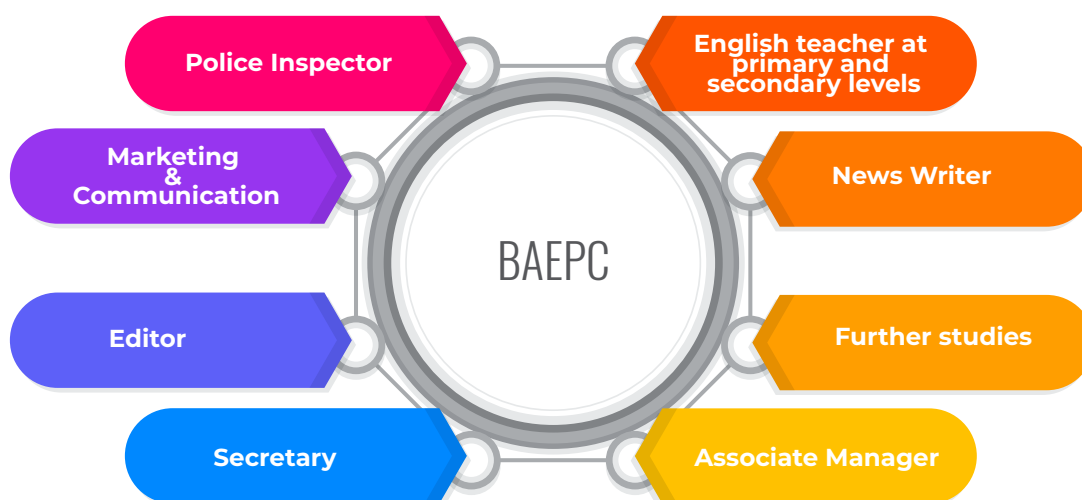 Police Inspector
English teacher at
primary and
secondary levels
Marketing
&
Communication
News Writer
BAEPC
Editor
Further studies
Secretary
Associate Manager